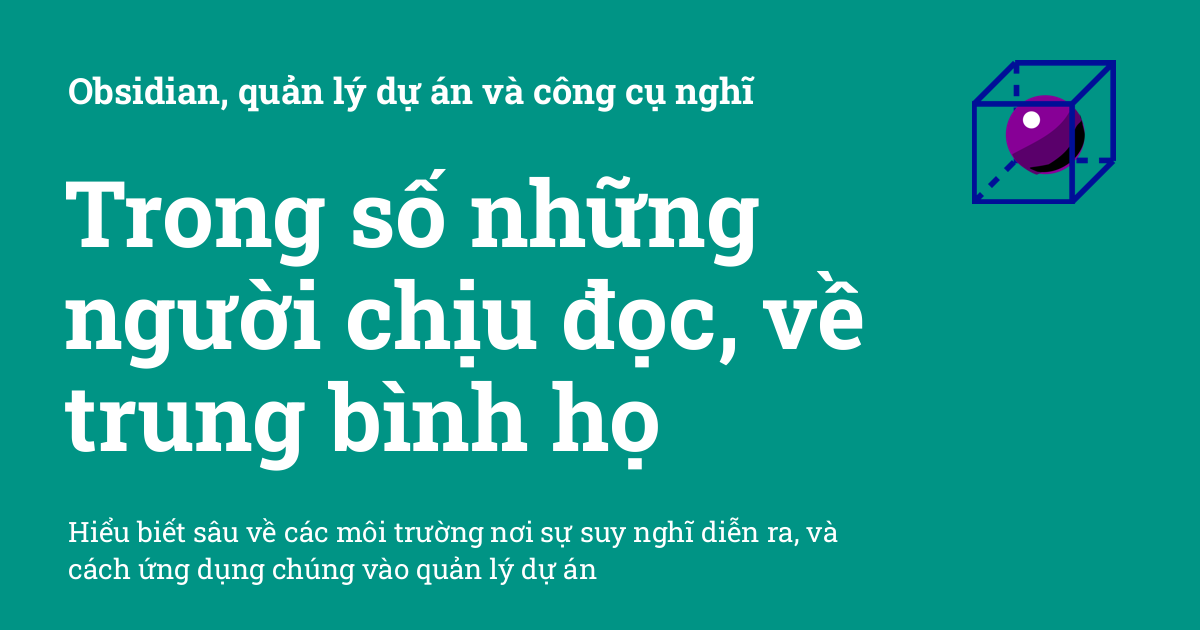 Obsidian, quản lý dự án và công cụ nghĩ
Trong số những
người chịu đọc, về
trung bình họ
Hiểu biết sâu về các môi trường nơi sự suy nghĩ diễn ra, và
cách ứng dụng chúng vào quản lý dự án